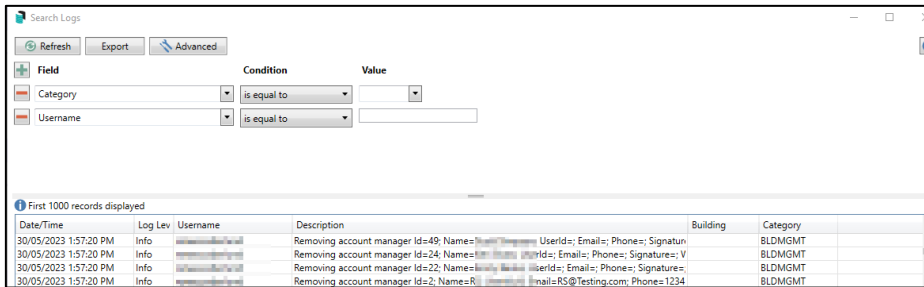 Search Logs
Refresh Export Advanced
Field Condition Value
Category is equal to
Username is equal to
First 1000 records displayed
Date/Time Log Lev Username Description Building Category
30/05/2023 1:57:20 PM Info Removing account manager Id=49; Name= UserId=; Email=; Phone=; Signature BLDMGMT
30/05/2023 1:57:20 PM Info Removing account manager Id=24; Name= rId=; Email=; Phone=; Signature=; V BLDMGMT
30/05/2023 1:57:20 PM Info Removing account manager Id=22; Name= serId=; Email=; Phone=; Signature=, BLDMGMT
30/05/2023 1:57:20 PM Info Removing account manager Id=2; Name=R mail=RS@Testing.com; Phone=1234 BLDMGMT